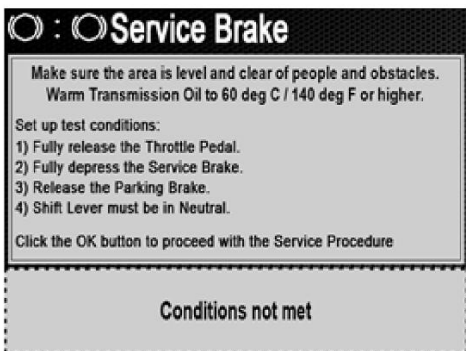 Service Brake
Make sure the area is level and clear of people and obstacles.
Warm Transmission Oil to 60 deg C / 140 deg F or higher.
Set up test conditions:
1) Fully release the Throttle Pedal.
2) Fully depress the Service Brake.
3) Release the Parking Brake.
4) Shift Lever must be in Neutral.
Click the OK button to proceed with the Service Procedure
Conditions not met